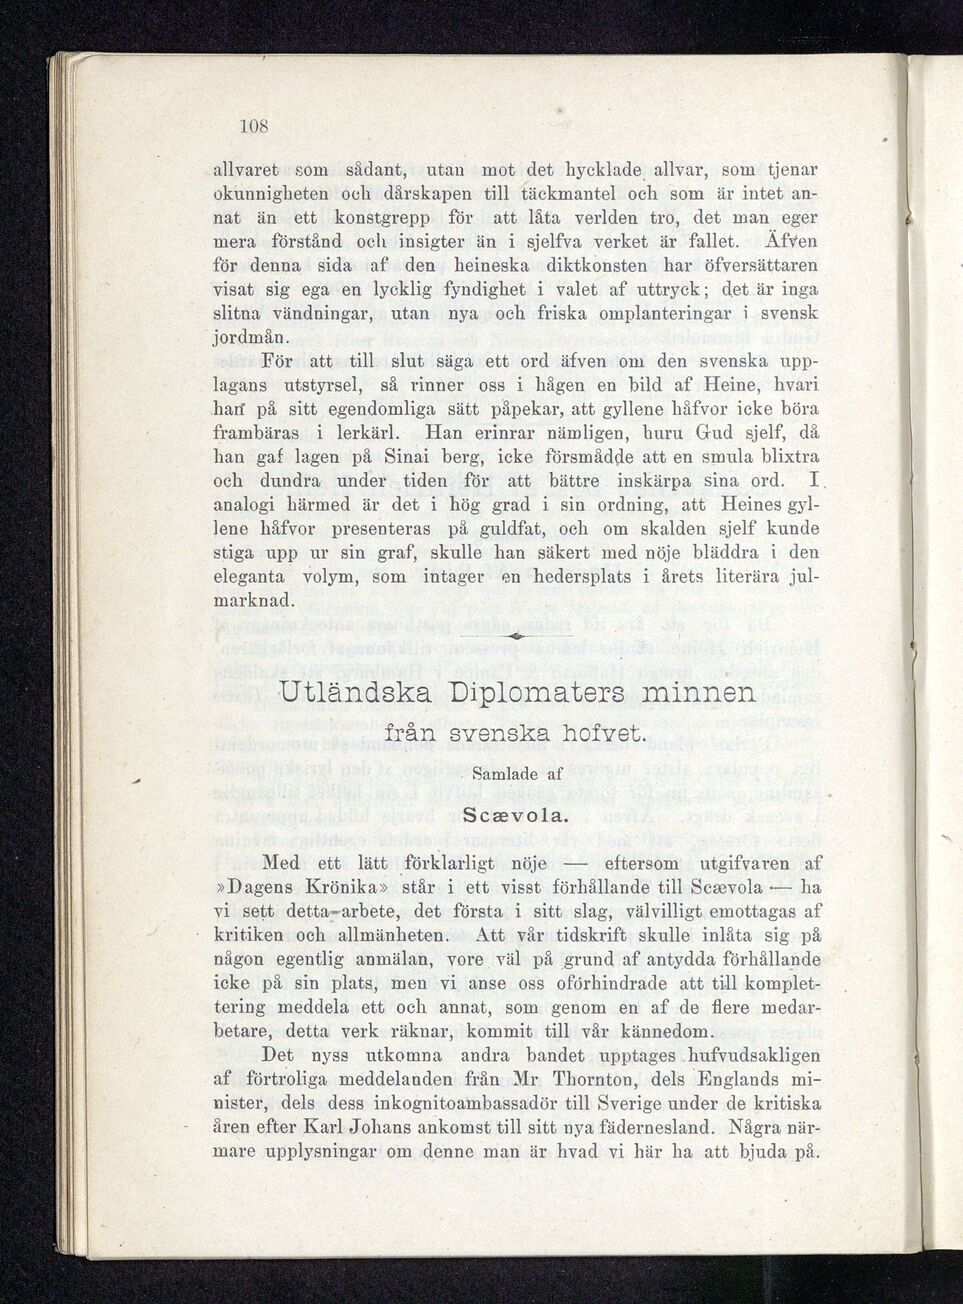 108
allvaret som sådant, utan mot det hycklade allvar, som tjenar
okunnigheten och dårskapen till täckmantel och som är intet an-
nat än ett konstgrepp för att låta verlden tro, det man eger
mera förstånd och insigter än i sjelfva verket är fallet. Äfven
för denna sida af den heineska diktkonsten har öfversättaren
visat sig ega en lycklig fyndighet i valet af uttryck; det är inga
slitna vändningar, utan nya och friska omplanteringar i svensk
jordmån.
För att till slut säga ett ord äfven om den svenska upp-
lagans utstyrsel, så rinner oss i hågen en bild af Heine, hvari
han på sitt egendomliga sätt påpekar, att gyllene håfvor icke böra
frambäras i lerkärl. Han erinrar nämligen, huru Gud sjelf, då
han gaf lagen på Sinai berg, icke försmådde att en smula blixtra
och dundra under tiden för att bättre inskärpa sina ord. I
analogi härmed är det i hög grad i sin ordning, att Heines gyl-
lene håfvor presenteras på guldfat, och om skalden sjelf kunde
stiga upp ur sin graf, skulle han säkert med nöje bläddra i den
eleganta volym, som intager en hedersplats i årets literära jul-
marknad.
Utländska Diplomaters minnen
från svenska hofvet.
Samlade af
Scævola.
Med ett lätt förklarligt nöje — eftersom utgifvaren af
»Dagens Krönika» står i ett visst förhållande till Scævola — ha
vi sett detta arbete, det första i sitt slag, välvilligt emottagas af
kritiken och allmänheten. Att vår tidskrift skulle inlåta sig på
någon egentlig anmälan, vore väl på grund af antydda förhållande
icke på sin plats, men vi anse oss oförhindrade att till komplet-
tering meddela ett och annat, som genom en af de flere medar-
betare, detta verk räknar, kommit till vår kännedom.
Det nyss utkomna andra bandet upptages hufvudsakligen
af förtroliga meddelanden från Mr Thornton, dels Englands mi-
nister, dels dess inkognitoambassadör till Sverige under de kritiska
åren efter Karl Johans ankomst till sitt nya fädernesland. Några när-
mare upplysningar om denne man är hvad vi här ha att bjuda på.